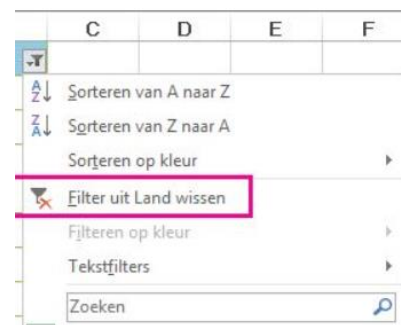 C D E F
Sorteren van A naar Z
Sorteren van Z naar A
Sorteren op kleur
Filter uit Land wissen
Filteren op kleur
Tekstfilters
Zoeken